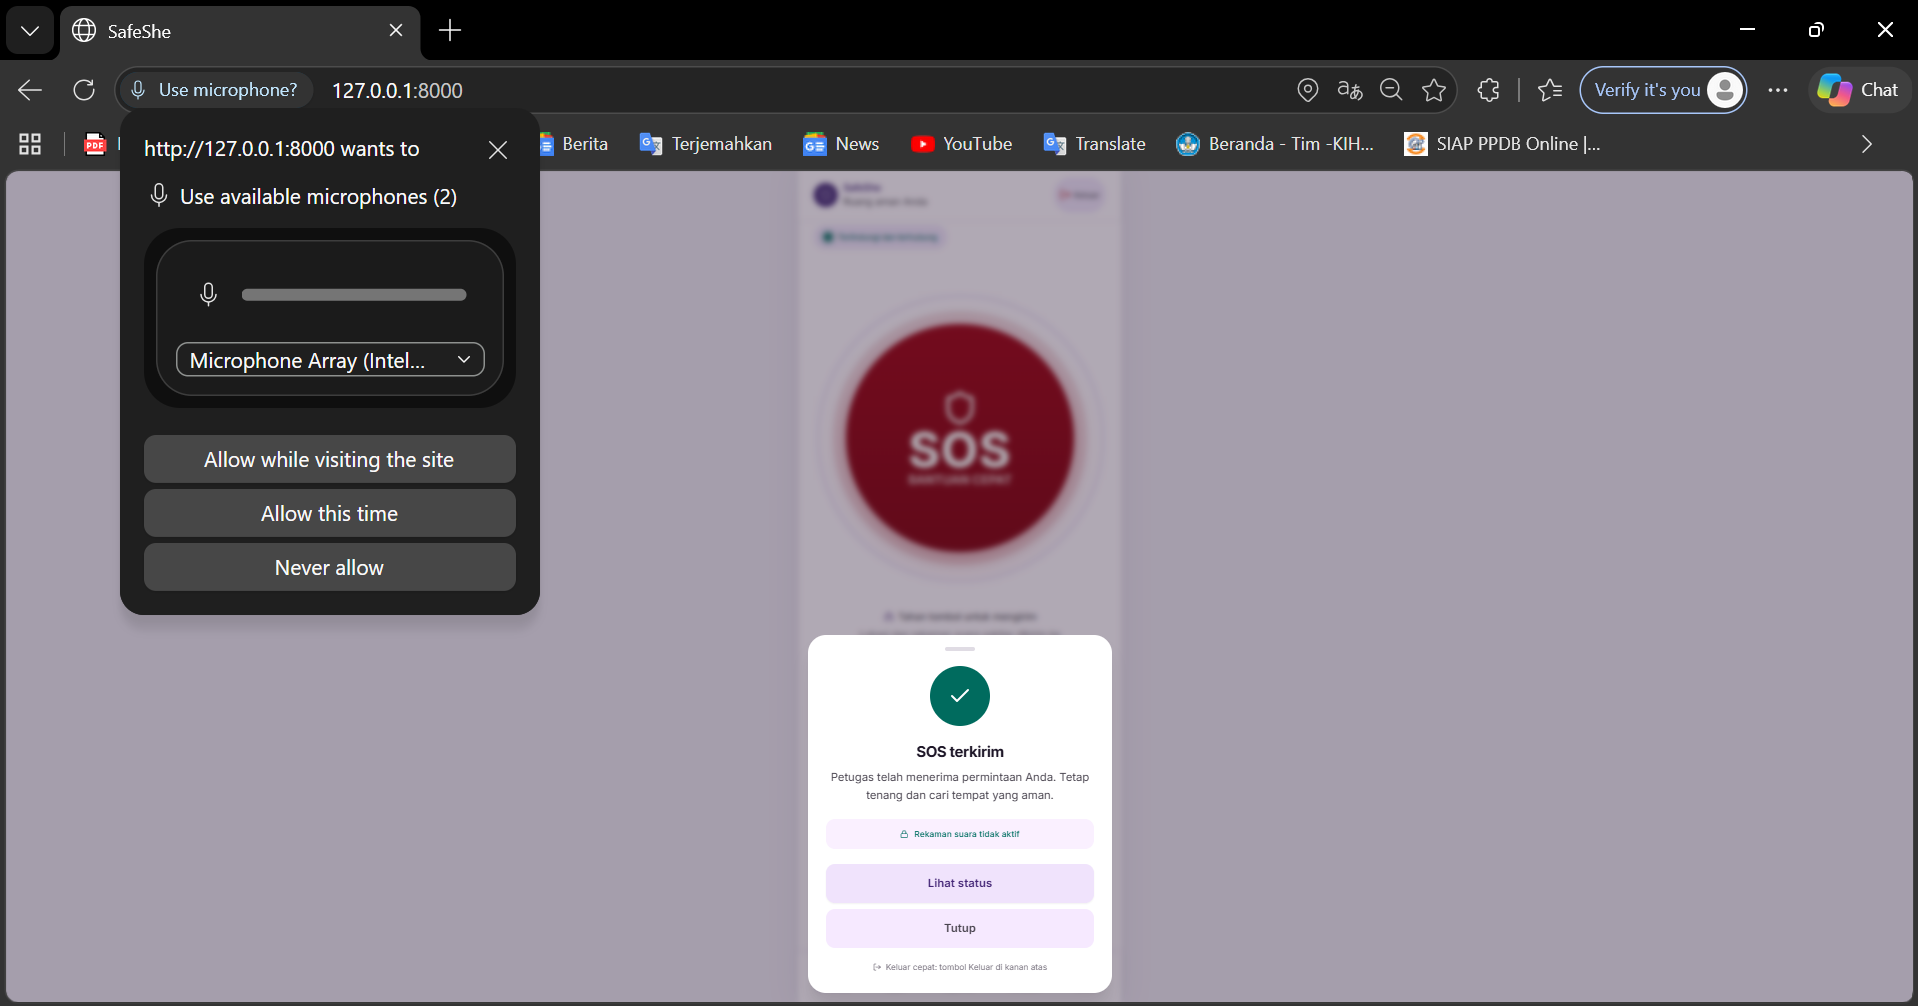 SafeShe
Use microphone?
127.0.0.1:8000
Verify it's you
Chat
PDF
Berita
Terjemahkan
News
YouTube
Translate
Beranda - Tim -KIH...
SIAP PPDB Online |...
http://127.0.0.1:8000 wants to
Use available microphones (2)
Microphone Array (Intel...
Allow while visiting the site
Allow this time
Never allow
SOS
BANTUAN CEPAT
SOS terkirim
Petugas telah menerima permintaan Anda. Tetap
tenang dan cari tempat yang aman.
Rekaman suara tidak aktif
Lihat status
Tutup
Keluar cepat: tombol Keluar di kanan atas